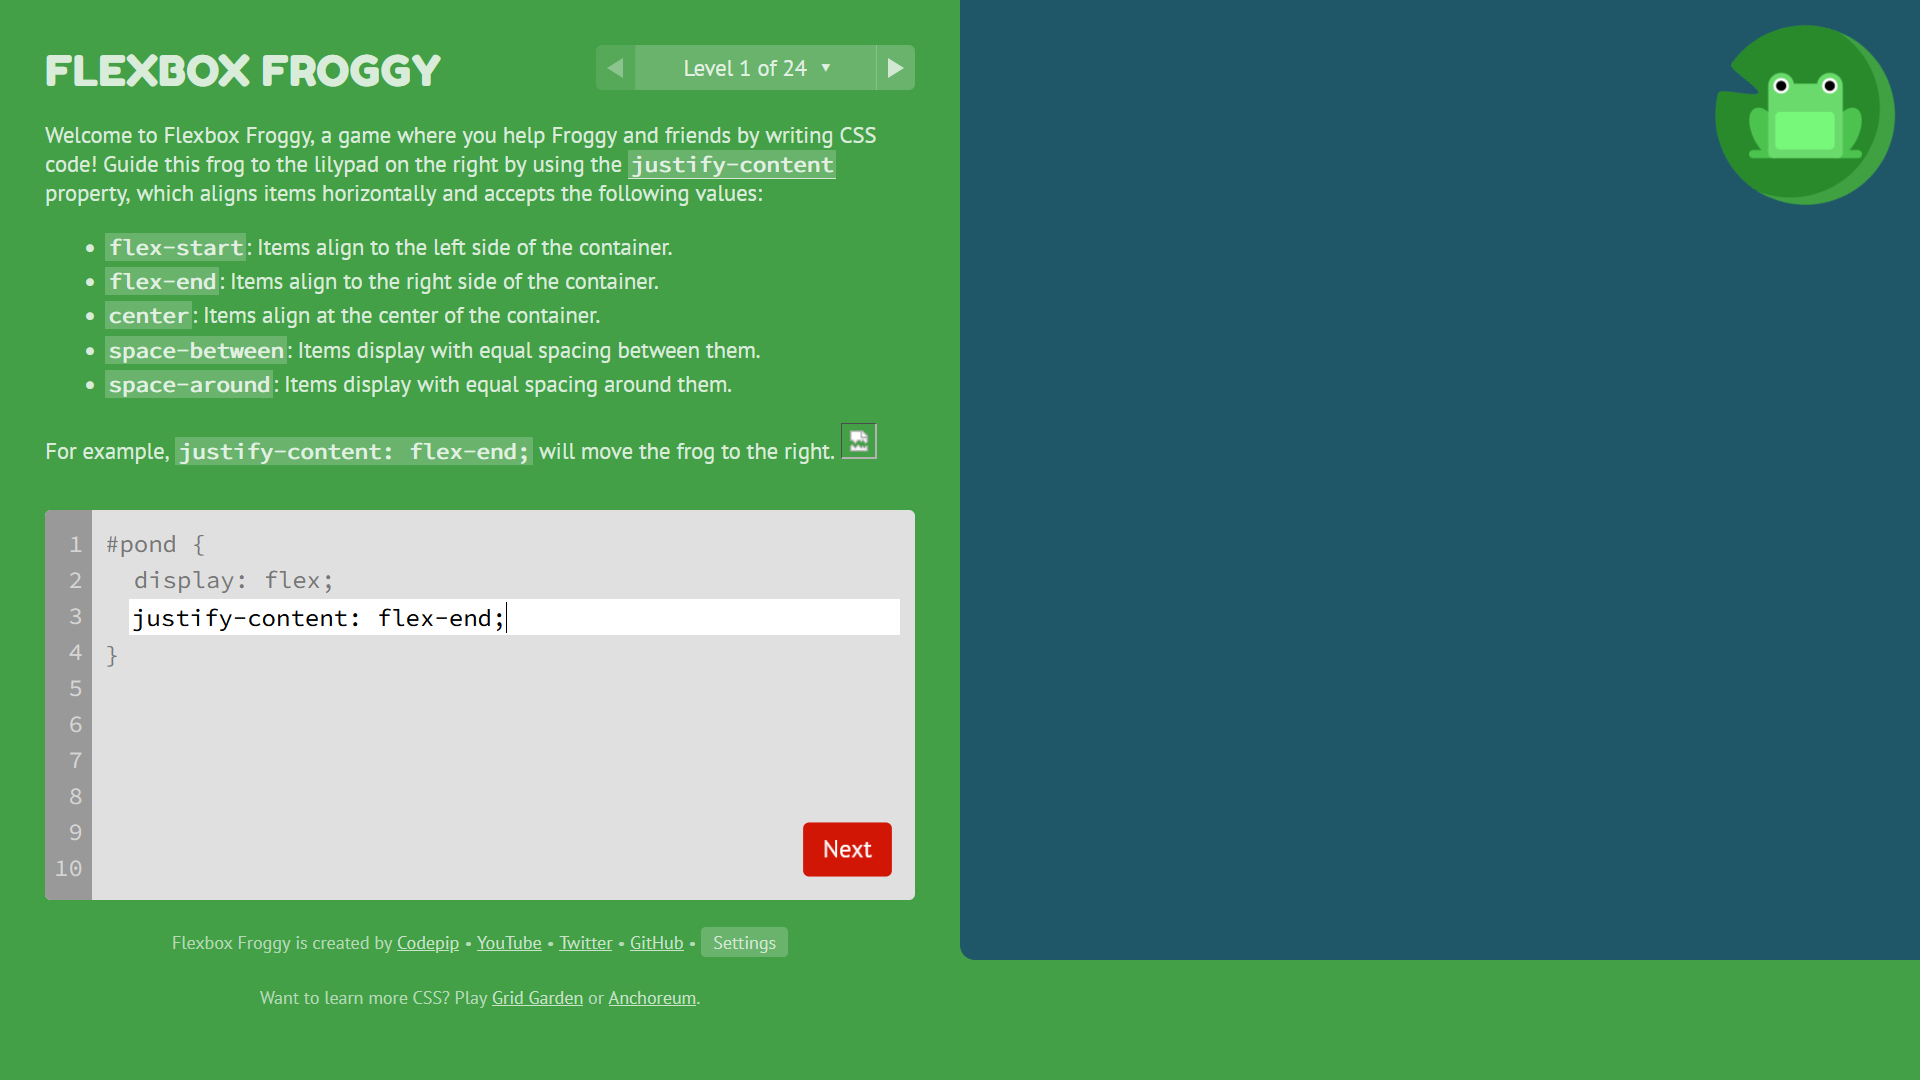 FLEXBOX FROGGY
Level 1 of 24 ▼
Welcome to Flexbox Froggy, a game where you help Froggy and friends by writing CSS
code! Guide this frog to the lilypad on the right by using the justify-content
property, which aligns items horizontally and accepts the following values:
• flex-start: Items align to the left side of the container.
• flex-end: Items align to the right side of the container.
• center: Items align at the center of the container.
• space-between: Items display with equal spacing between them.
• space-around: Items display with equal spacing around them.
For example, justify-content: flex-end; will move the frog to the right.
1 #pond {
2 display: flex;
3 justify-content: flex-end;
4 }
5
6
7
8
9
10
Next
Flexbox Froggy is created by Codepip • YouTube • Twitter • GitHub • Settings
Want to learn more CSS? Play Grid Garden or Anchoreum.